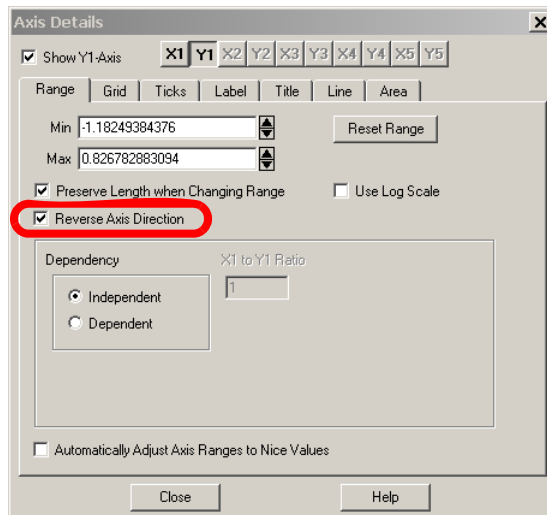 Axis Details
Show Y1-Axis X1 Y1 X2 Y2 X3 Y3 X4 Y4 X5 Y5
Range Grid Ticks Label Title Line Area
Min -1.18249384376 Reset Range
Max 0.826782883094
Preserve Length when Changing Range Use Log Scale
Reverse Axis Direction
Dependency X1 to Y1 Ratio
Independent 1
Dependent
Automatically Adjust Axis Ranges to Nice Values
Close Help